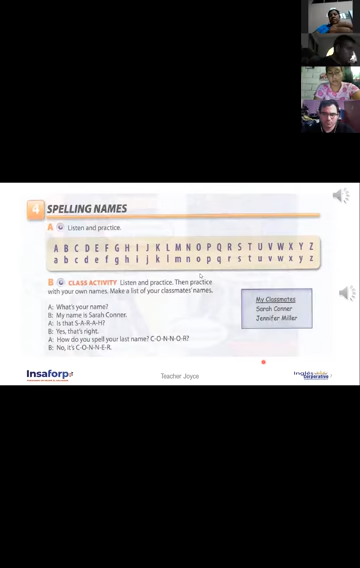 4 SPELLING NAMES
A Listen and practice.
A B C D E F G H I J K L M N O P Q R S T U V W X Y Z
a b c d e f g h i j k l m n o p q r s t u v w x y z
B CLASS ACTIVITY Listen and practice. Then practice
with your own names. Make a list of your classmates' names.
A: What's your name?
B: My name is Sarah Conner.
A: Is that S-A-R-A-H?
B: Yes, that's right.
A: How do you spell your last name? C-O-N-N-O-R?
B: No, it's C-O-N-N-E-R.
My Classmates
Sarah Conner
Jennifer Miller
Insaforp
Teacher Joyce
Corporativo